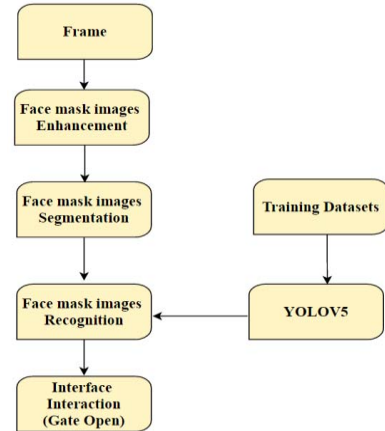 Frame
Face mask images
Enhancement
Face mask images
Segmentation
Training Datasets
Face mask images
Recognition
YOLOV5
Interface
Interaction
(Gate Open)